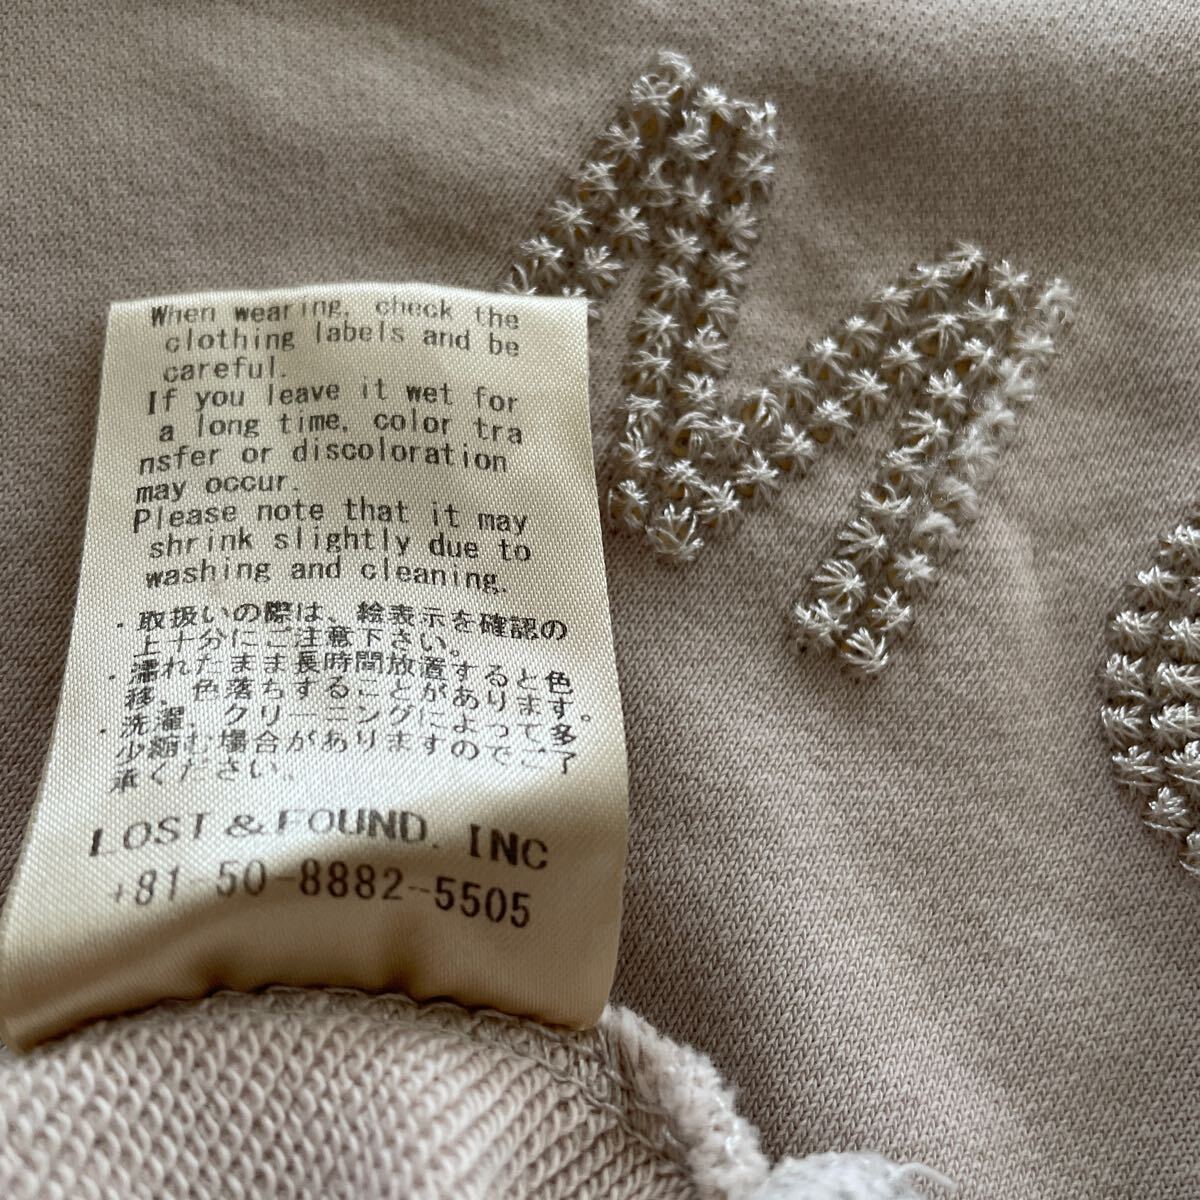 When wearing, check the
clothing labels and be
careful.
If you leave it wet for
a long time, color tra
nsfer or discoloration
may occur.
Please note that it may
shrink slightly due to
washing and cleaning.
・取扱いの際は、絵表示を確認の
上十分にご注意下さい。
・濡れたまま長時間放置すると色
移、色落ちすることがあります。
・洗濯、クリーニングによって多
少縮む場合がありますのでご了
承ください。
LOST & FOUND. INC
+81-50-8882-5505
M